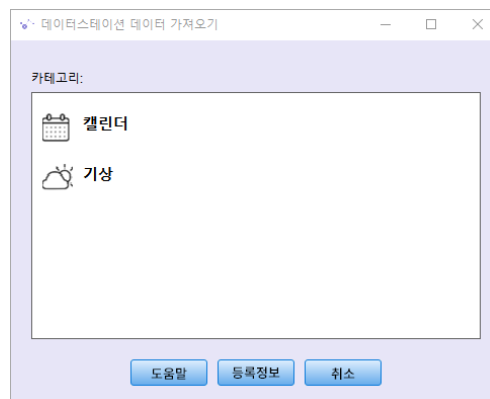 데이터스테이션 데이터 가져오기
카테고리:
캘린더
기상
도움말 등록정보 취소